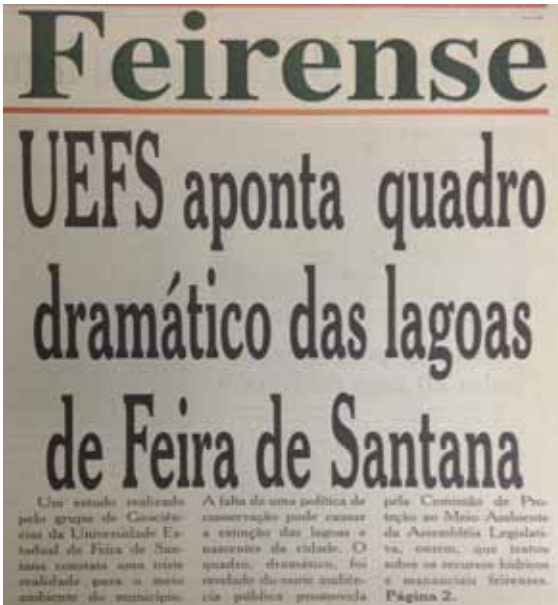 Feirense
UEFS aponta quadro
dramático das lagoas
de Feira de Santana
Um estudo realizado
pelo grupo de Geociên-
cias da Universidade Es-
tadual de Feira de San-
tana constata uma triste
realidade para o meio
ambiente do município.
A falta de uma política de
conservação pode causar
a extinção das lagoas e
nascentes da cidade. O
quadro, dramático, foi
revelado durante audiên-
cia pública promovida
pela Comissão de Pro-
teção ao Meio Ambiente
da Assembléia Legislati-
va, ontem, que tratou
sobre os recursos hídricos
e mananciais feirenses.
Página 2.